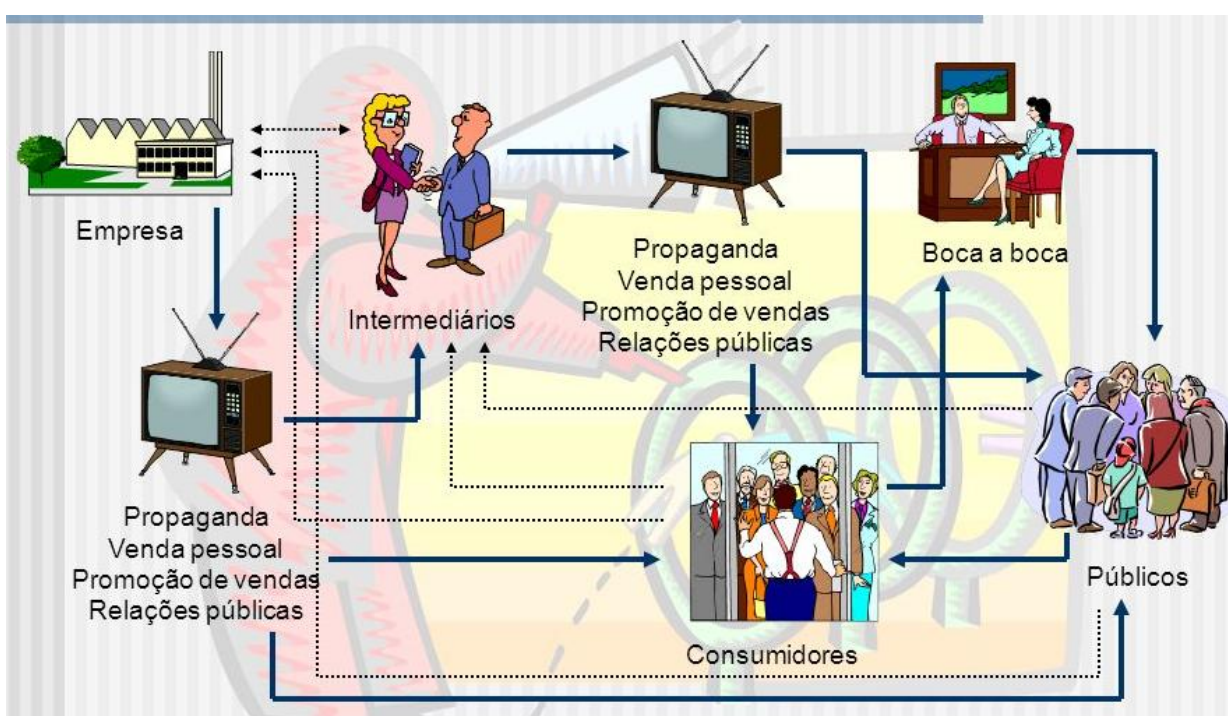 Empresa
Intermediários
Propaganda
Venda pessoal
Promoção de vendas
Relações públicas
Boca a boca
Propaganda
Venda pessoal
Promoção de vendas
Relações públicas
Consumidores
Públicos